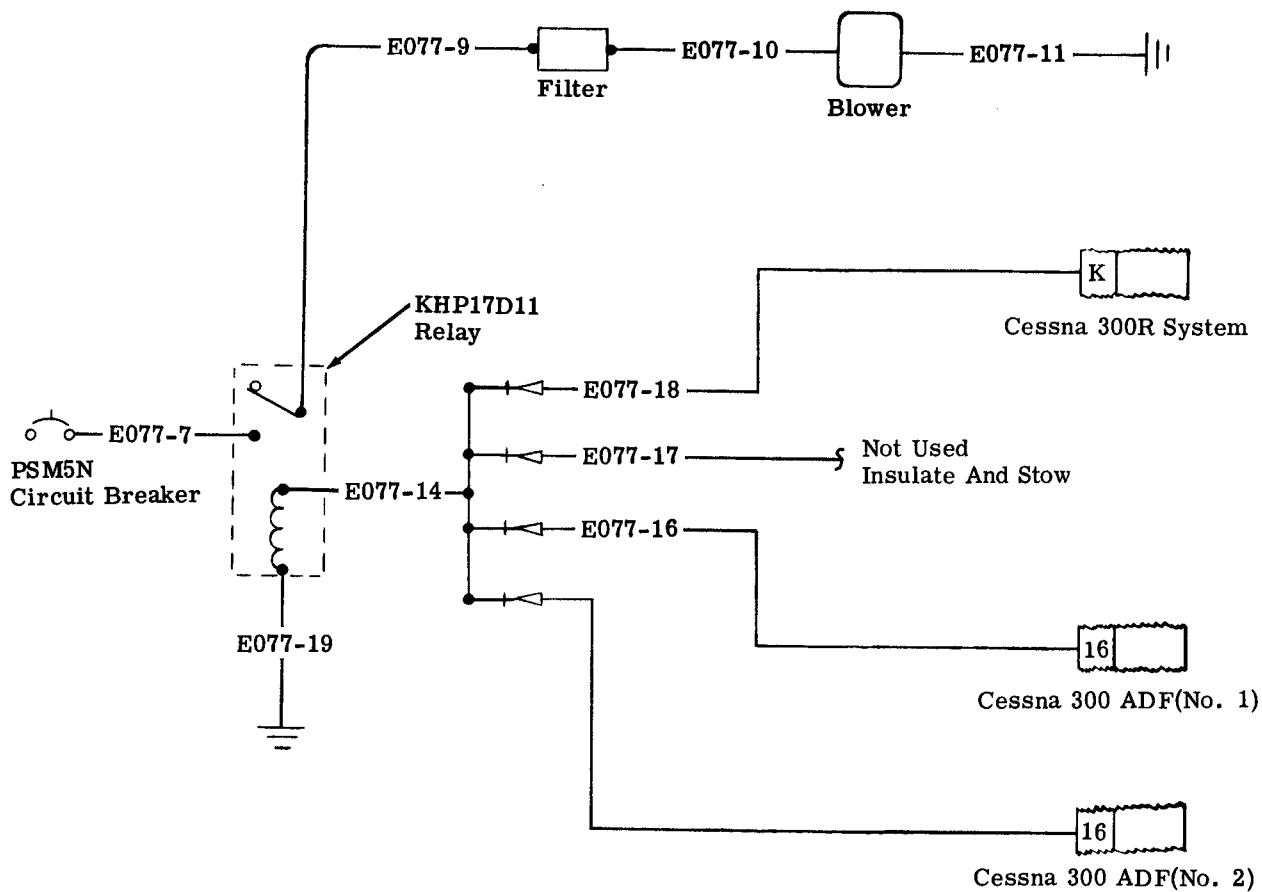 E077-9
E077-10
E077-11
Filter
Blower
K
Cessna 300R System
KHP17D11
Relay
E077-18
E077-7
PSM5N
Circuit Breaker
E077-17
Not Used
Insulate And Stow
E077-14
E077-16
E077-19
16
Cessna 300 ADF(No. 1)
16
Cessna 300 ADF(No. 2)